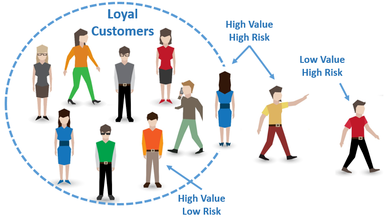 Loyal
Customers
High Value
High Risk
Low Value
High Risk
High Value
Low Risk